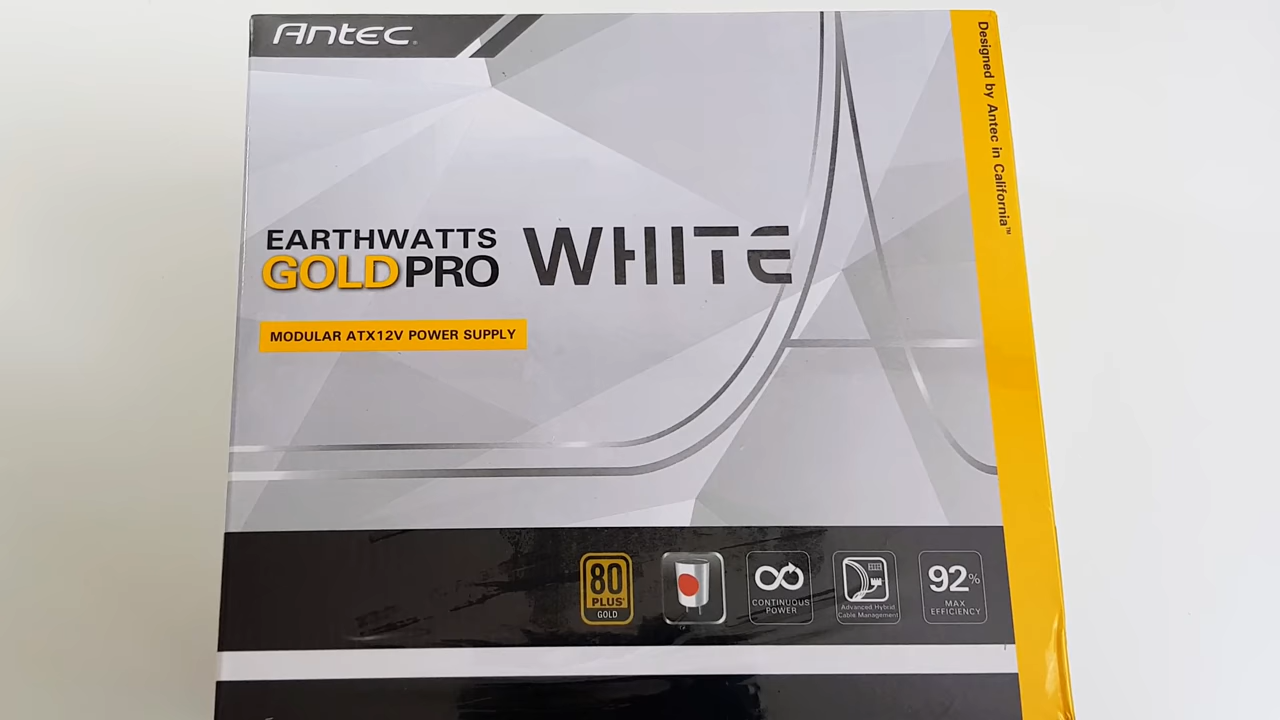 Antec
Designed by Antec in California™
EARTHWATTS
GOLD PRO WHITE
MODULAR ATX12V POWER SUPPLY
80
PLUS®
GOLD
CONTINUOUS
POWER
Advanced Hybrid
Cable Management
92%
MAX
EFFICIENCY